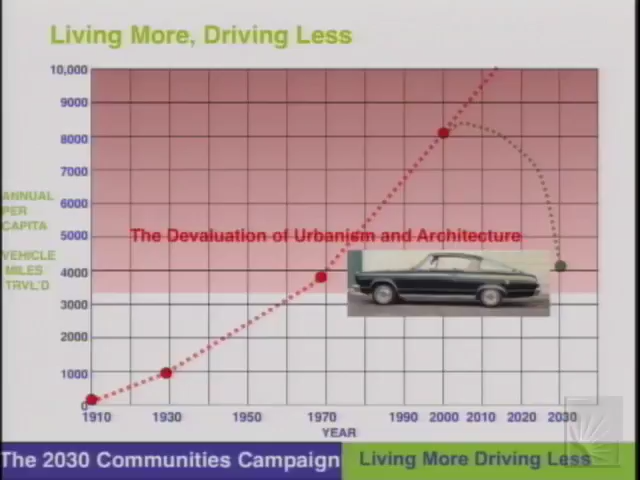 Living More, Driving Less
10,000
9000
8000
7000
6000
5000
4000
3000
2000
1000
0
ANNUAL
PER
CAPITA
VEHICLE
MILES
TRVL'D
The Devaluation of Urbanism and Architecture
1910 1930 1950 1970 1990 2000 2010 2020 2030
YEAR
The 2030 Communities Campaign
Living More Driving Less